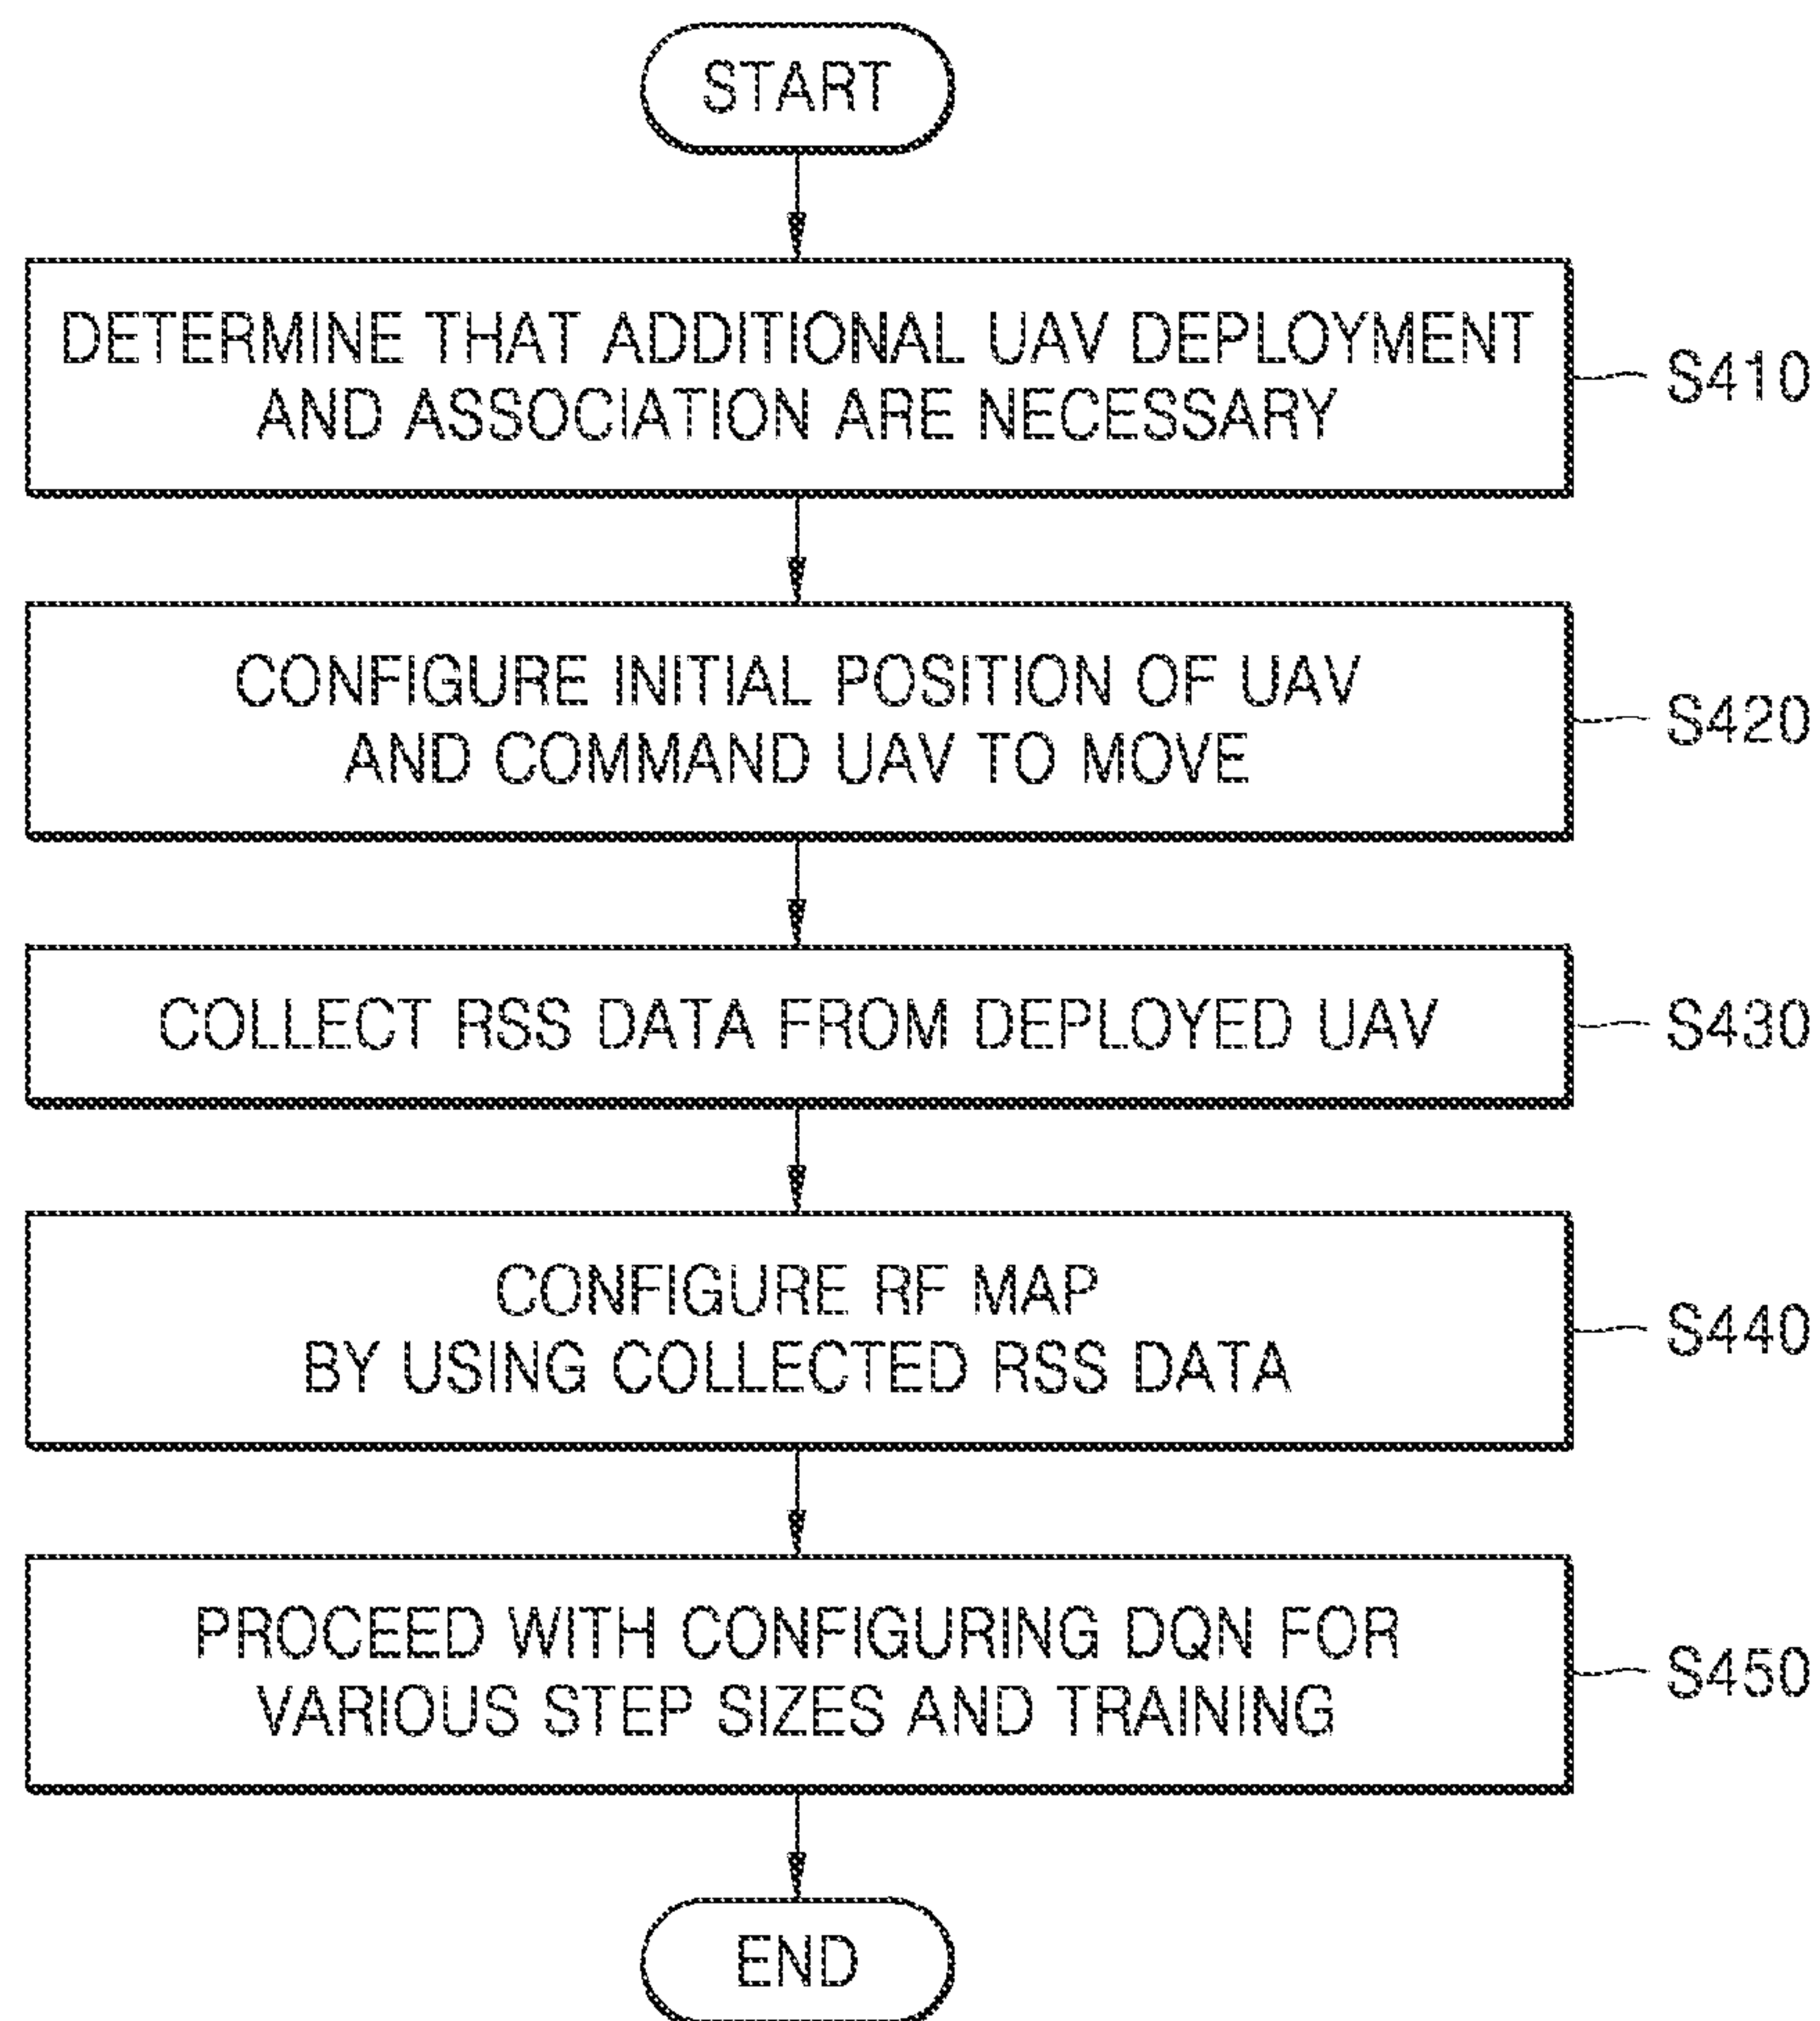 START
DETERMINE THAT ADDITIONAL UAV DEPLOYMENT
AND ASSOCIATION ARE NECESSARY
S410
CONFIGURE INITIAL POSITION OF UAV
AND COMMAND UAV TO MOVE
S420
COLLECT RSS DATA FROM DEPLOYED UAV
S430
CONFIGURE RF MAP
BY USING COLLECTED RSS DATA
S440
PROCEED WITH CONFIGURING DQN FOR
VARIOUS STEP SIZES AND TRAINING
S450
END